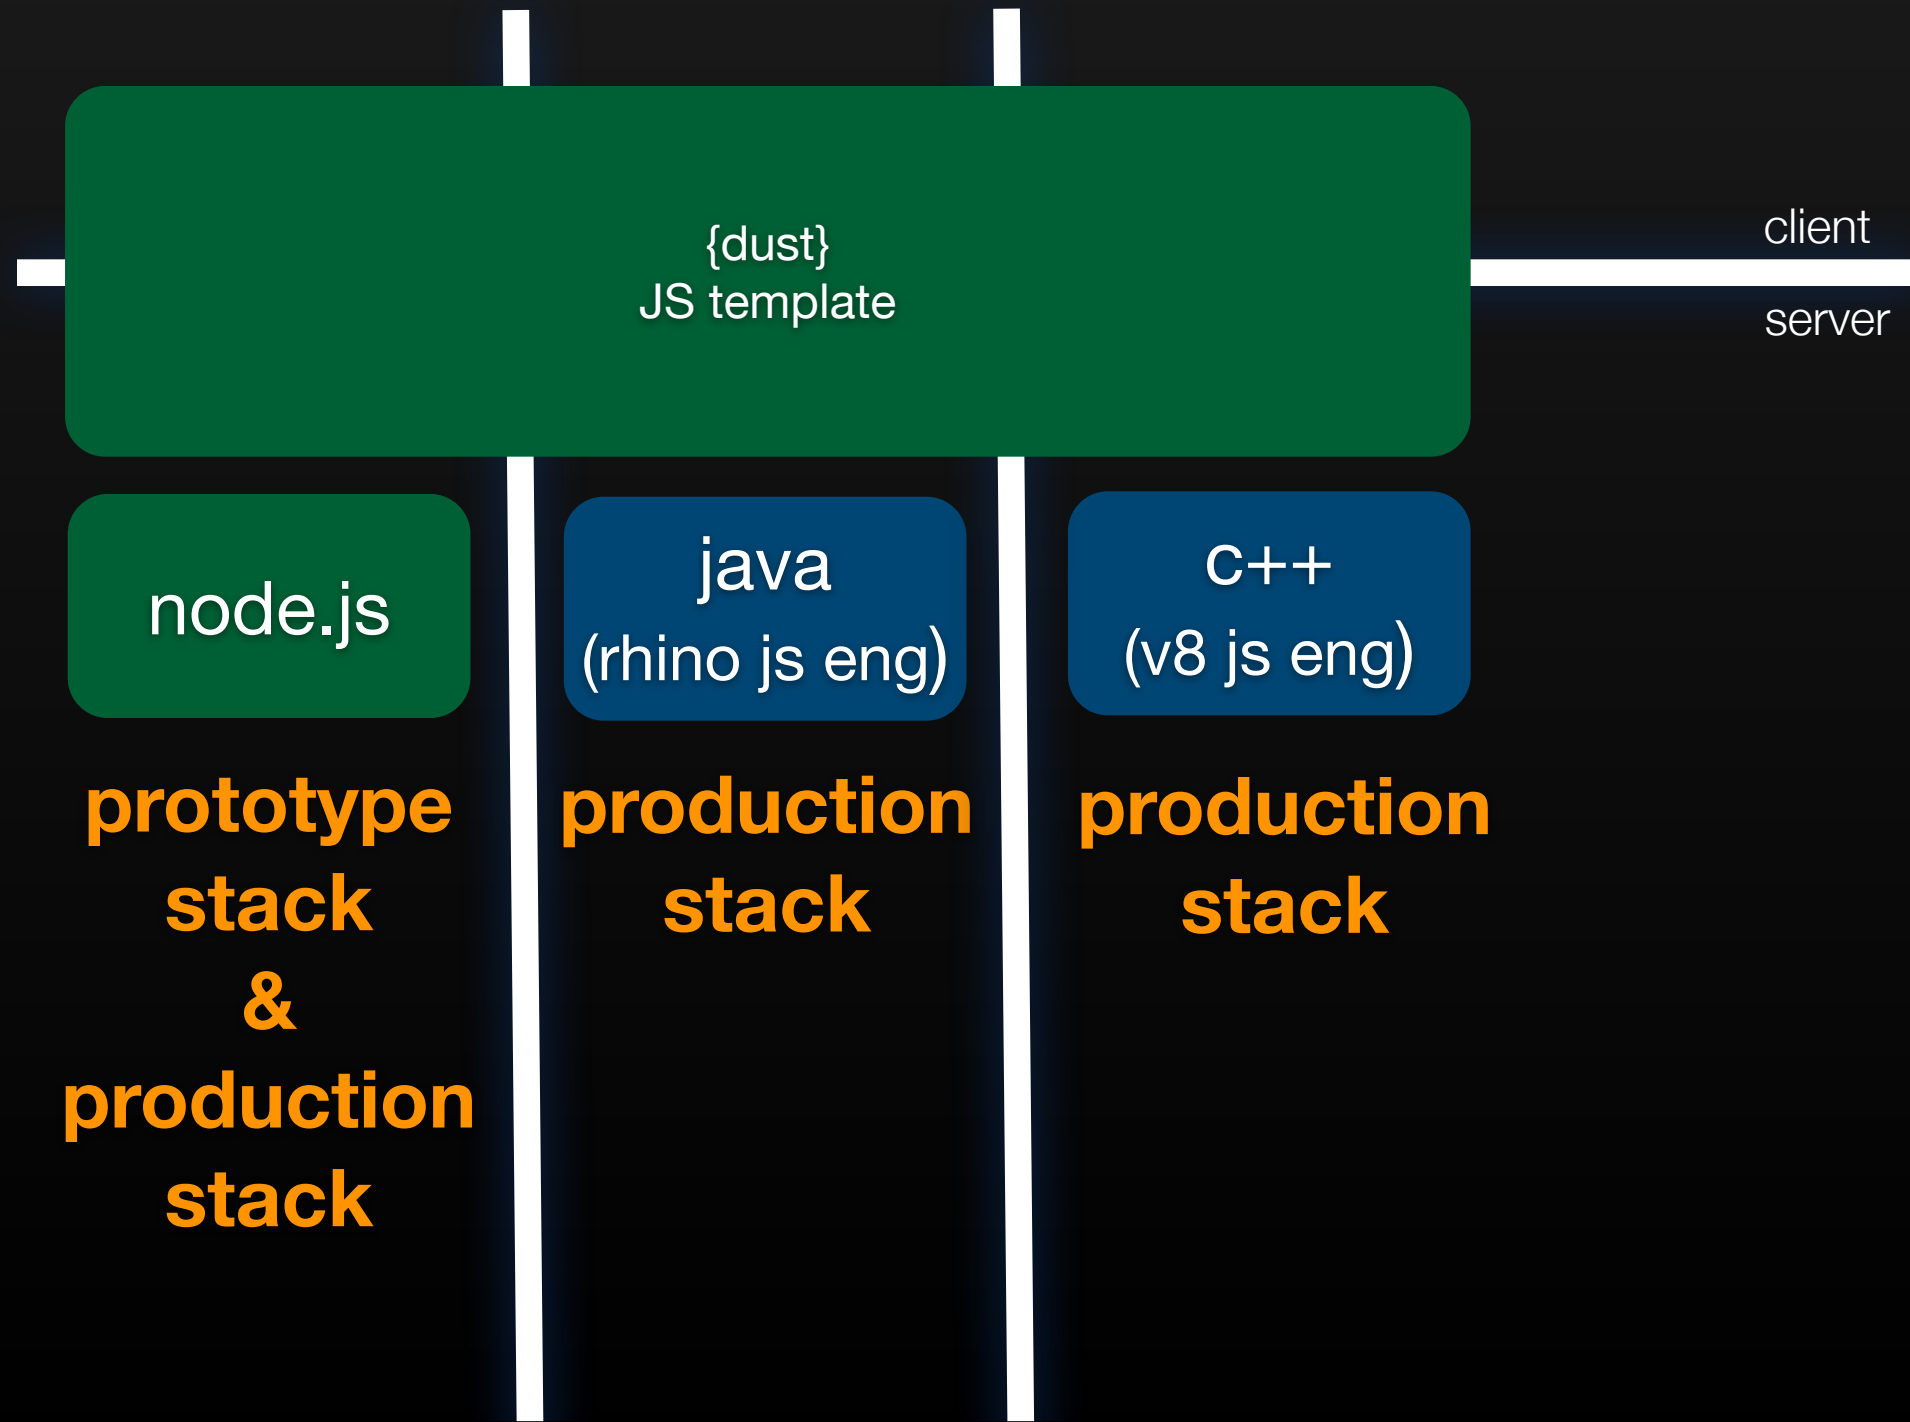 {dust}
JS template
client
server
node.js
java
(rhino js eng)
c++
(v8 js eng)
prototype
stack
&
production
stack
production
stack
production
stack